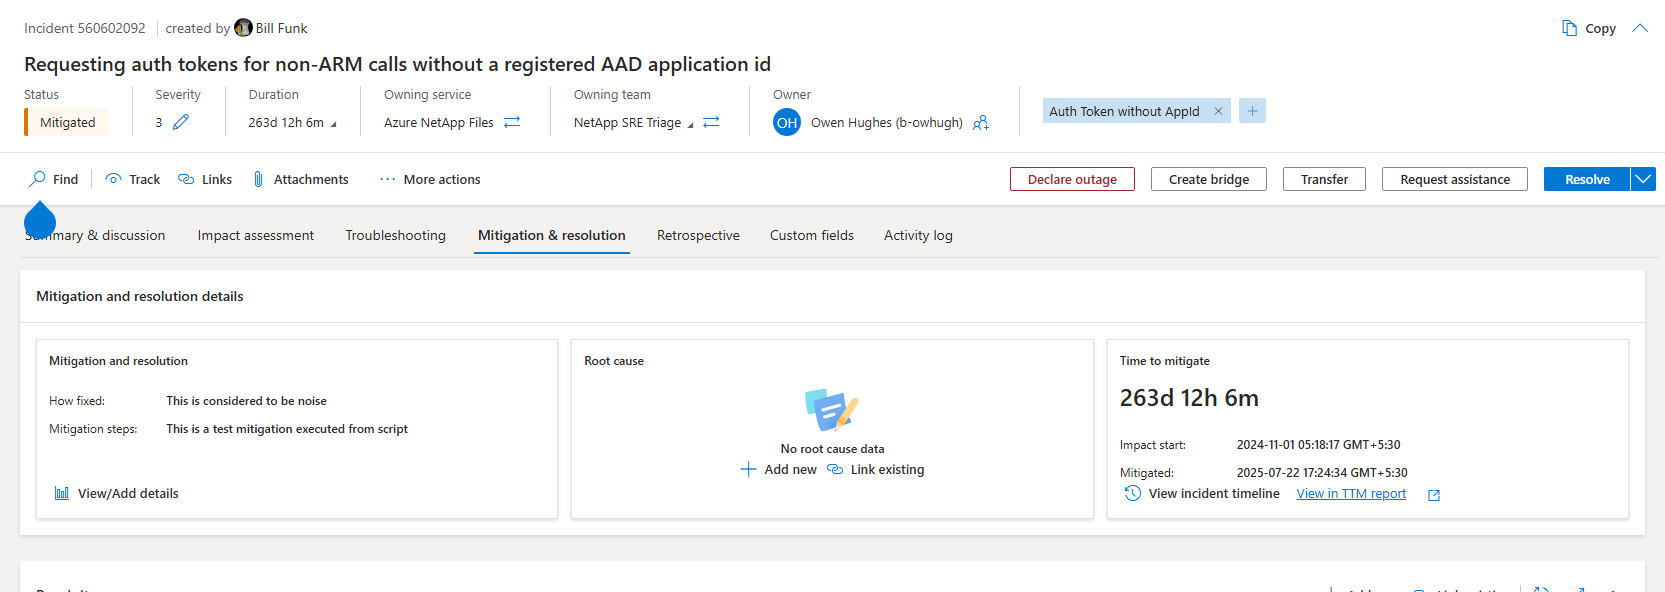 Incident 560602092 created by Bill Funk Copy
Requesting auth tokens for non-ARM calls without a registered AAD application id
Status Severity Duration Owning service Owning team Owner
Mitigated 3 263d 12h 6m Azure NetApp Files NetApp SRE Triage OH Owen Hughes (b-owhugh) Auth Token without AppId
Find Track Links Attachments More actions Declare outage Create bridge Transfer Request assistance Resolve
Summary & discussion Impact assessment Troubleshooting Mitigation & resolution Retrospective Custom fields Activity log
Mitigation and resolution details
Mitigation and resolution
How fixed: This is considered to be noise
Mitigation steps: This is a test mitigation executed from script
View/Add details
Root cause
No root cause data
Add new Link existing
Time to mitigate
263d 12h 6m
Impact start: 2024-11-01 05:18:17 GMT+5:30
Mitigated: 2025-07-22 17:24:34 GMT+5:30
View incident timeline View in TTM report